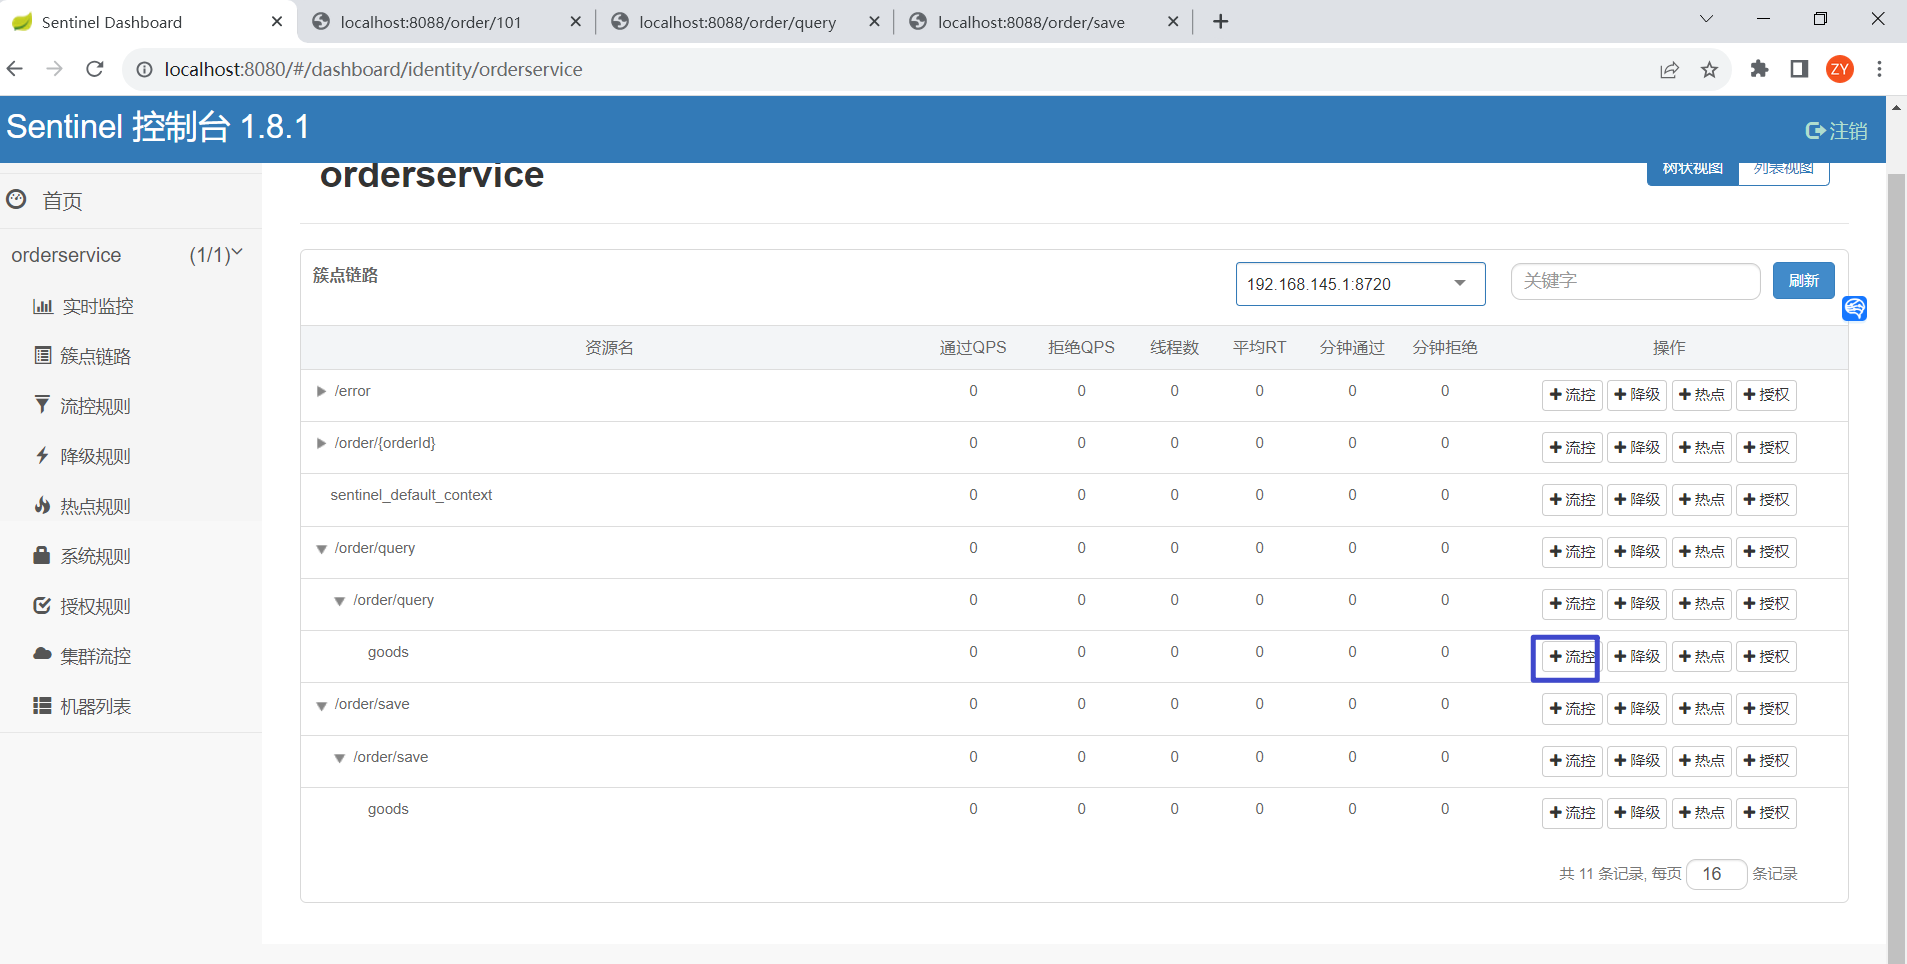 Sentinel Dashboard
localhost:8088/order/101
localhost:8088/order/query
localhost:8088/order/save
localhost:8080/#/dashboard/identity/orderservice
ZY
Sentinel 控制台 1.8.1
注销
首页
orderservice (1/1)
实时监控
簇点链路
流控规则
降级规则
热点规则
系统规则
授权规则
集群流控
机器列表
orderservice
树状视图 列表视图
簇点链路 192.168.145.1:8720 关键字 刷新
资源名 通过QPS 拒绝QPS 线程数 平均RT 分钟通过 分钟拒绝 操作
/error 0 0 0 0 0 0 流控 降级 热点 授权
/order/{orderId} 0 0 0 0 0 0 流控 降级 热点 授权
sentinel_default_context 0 0 0 0 0 0 流控 降级 热点 授权
/order/query 0 0 0 0 0 0 流控 降级 热点 授权
/order/query 0 0 0 0 0 0 流控 降级 热点 授权
goods 0 0 0 0 0 0 流控 降级 热点 授权
/order/save 0 0 0 0 0 0 流控 降级 热点 授权
/order/save 0 0 0 0 0 0 流控 降级 热点 授权
goods 0 0 0 0 0 0 流控 降级 热点 授权
共 11 条记录, 每页 16 条记录